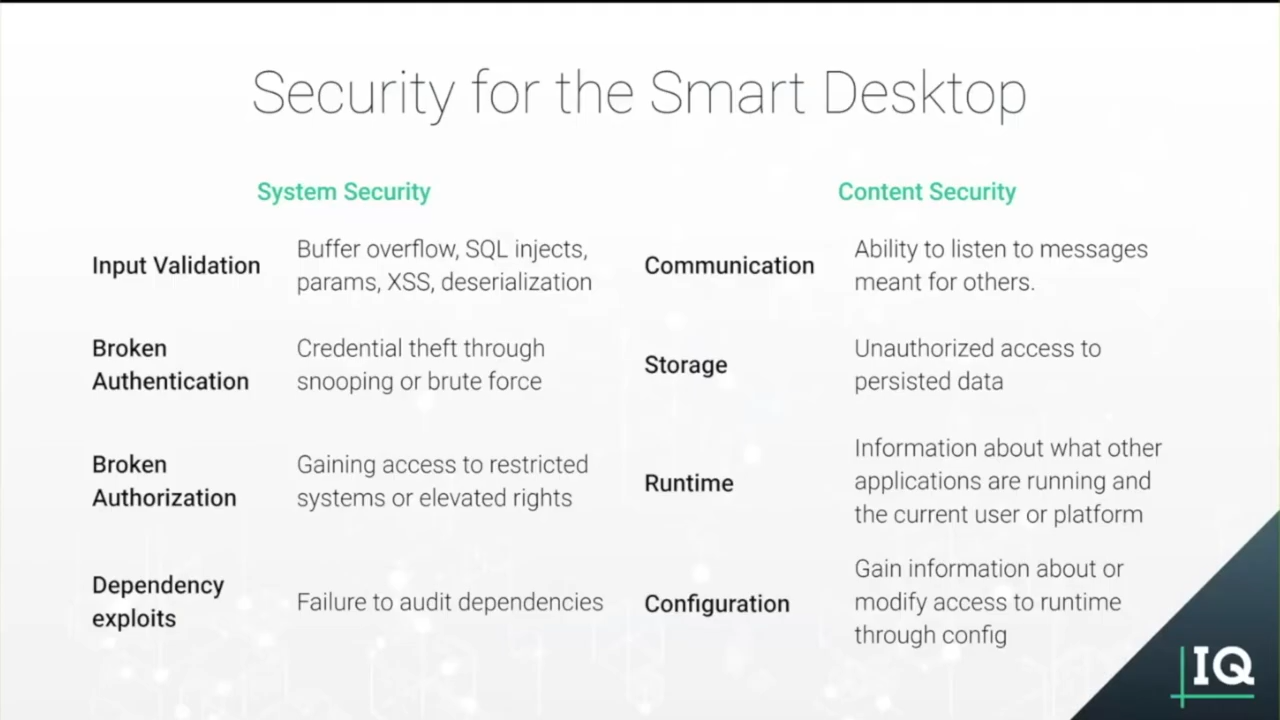 Security for the Smart Desktop
System Security
Input Validation
Buffer overflow, SQL injects,
params, XSS, deserialization
Broken
Authentication
Credential theft through
snooping or brute force
Broken
Authorization
Gaining access to restricted
systems or elevated rights
Dependency
exploits
Failure to audit dependencies
Content Security
Communication
Ability to listen to messages
meant for others.
Storage
Unauthorized access to
persisted data
Runtime
Information about what other
applications are running and
the current user or platform
Configuration
Gain information about or
modify access to runtime
through config
IQ